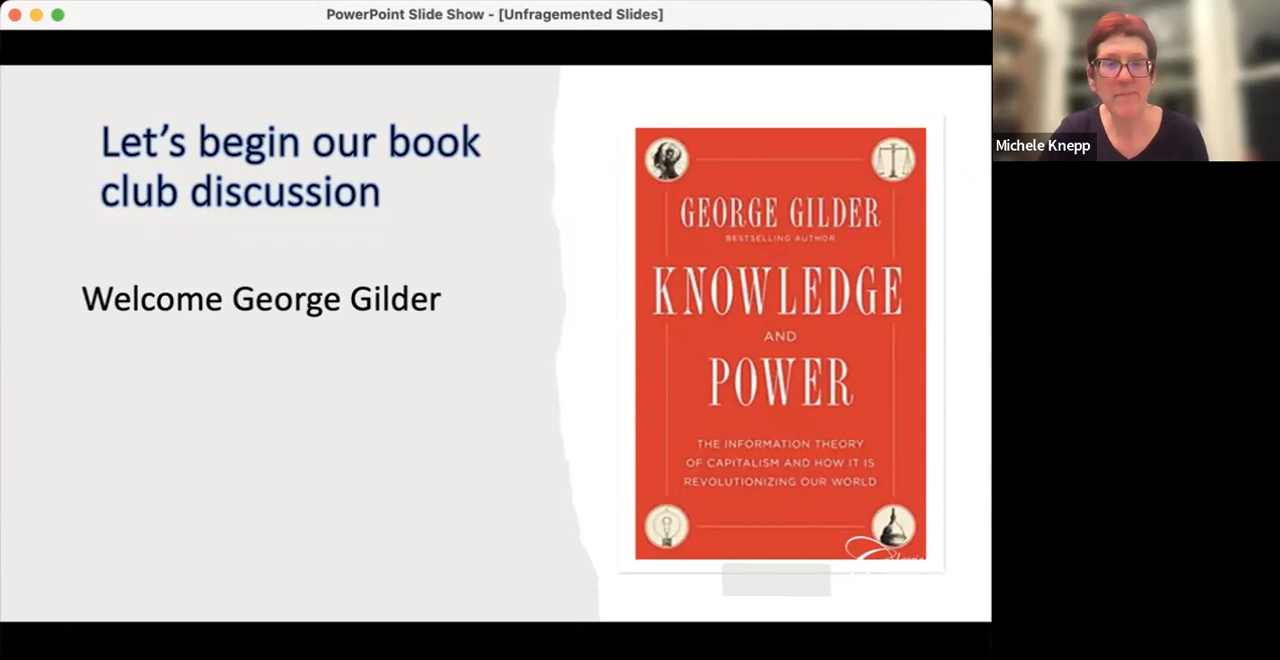 PowerPoint Slide Show - [Unfragemented Slides]
Let's begin our book
club discussion
Welcome George Gilder
GEORGE GILDER
BESTSELLING AUTHOR
KNOWLEDGE
AND
POWER
THE INFORMATION THEORY
OF CAPITALISM AND HOW IT IS
REVOLUTIONIZING OUR WORLD
Michele Knepp